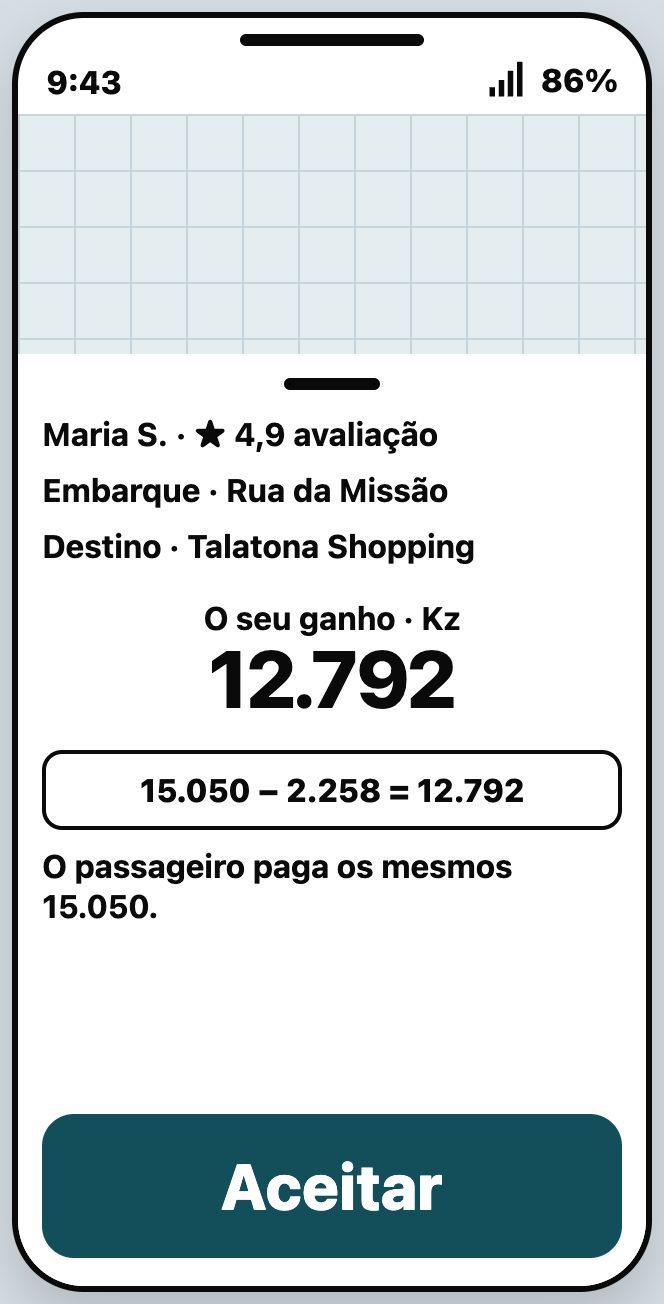 9:43 86%
Maria S. · ★ 4,9 avaliação
Embarque · Rua da Missão
Destino · Talatona Shopping
O seu ganho · Kz
12.792
15.050 – 2.258 = 12.792
O passageiro paga os mesmos
15.050.
Aceitar